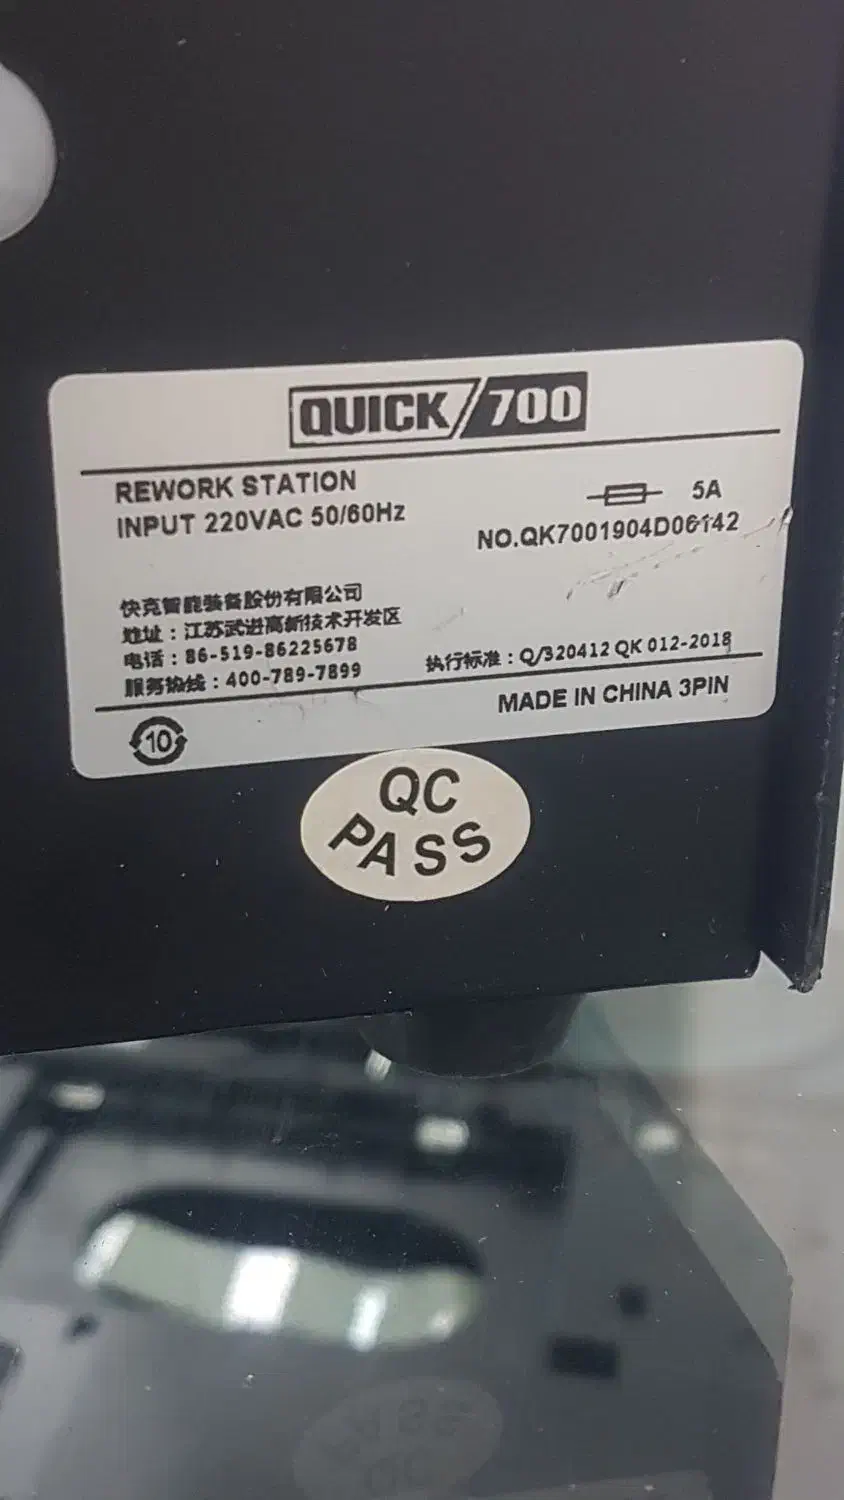 QUICK 700
REWORK STATION
INPUT 220VAC 50/60Hz
5A
NO.QK7001904D06142
快克智能装备股份有限公司
地址：江苏武进高新技术开发区
电话：86-519-86225678
服务热线：400-789-7899
执行标准：Q/320412 QK 012-2018
MADE IN CHINA 3PIN
10
QC
PASS